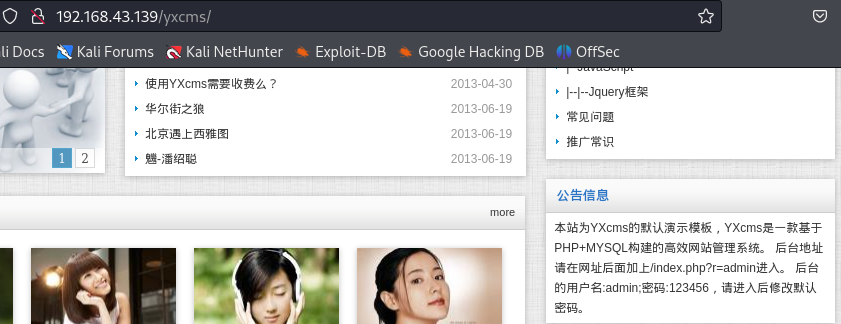 192.168.43.139/yxcms/
li Docs
Kali Forums
Kali NetHunter
Exploit-DB
Google Hacking DB
OffSec
使用YXcms需要收费么？ 2013-04-30
华尔街之狼 2013-06-19
北京遇上西雅图 2013-06-19
-潘绍聪 2013-06-19
1 2
more
|--JavaScript
|--|--Jquery框架
常见问题
推广常识
公告信息
本站为YXcms的默认演示模板，YXcms是一款基于
PHP+MYSQL构建的高效网站管理系统。 后台地址
请在网址后面加上/index.php?r=admin进入。 后台
的用户名:admin;密码:123456，请进入后修改默认
密码。